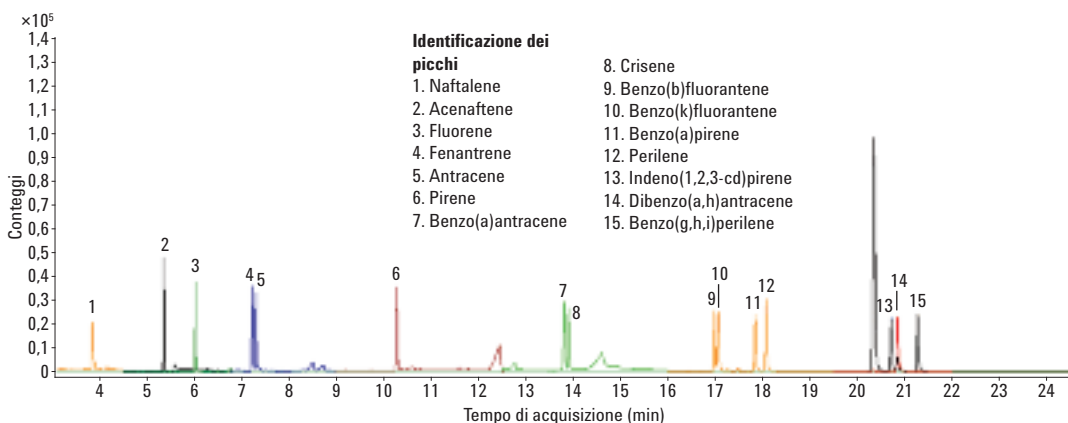 ×10⁵
1,4
1,3
1,2
1,1
1,0
0,9
0,8
0,7
0,6
0,5
0,4
0,3
0,2
0,1
0
Conteggi
Identificazione dei
picchi
1. Naftalene
2. Acenaftene
3. Fluorene
4. Fenantrene
5. Antracene
6. Pirene
7. Benzo(a)antracene
8. Crisene
9. Benzo(b)fluorantene
10. Benzo(k)fluorantene
11. Benzo(a)pirene
12. Perilene
13. Indeno(1,2,3-cd)pirene
14. Dibenzo(a,h)antracene
15. Benzo(g,h,i)perilene
1
2
3
4
5
6
7
8
9
10
11
12
13
14
15
4 5 6 7 8 9 10 11 12 13 14 15 16 17 18 19 20 21 22 23 24
Tempo di acquisizione (min)